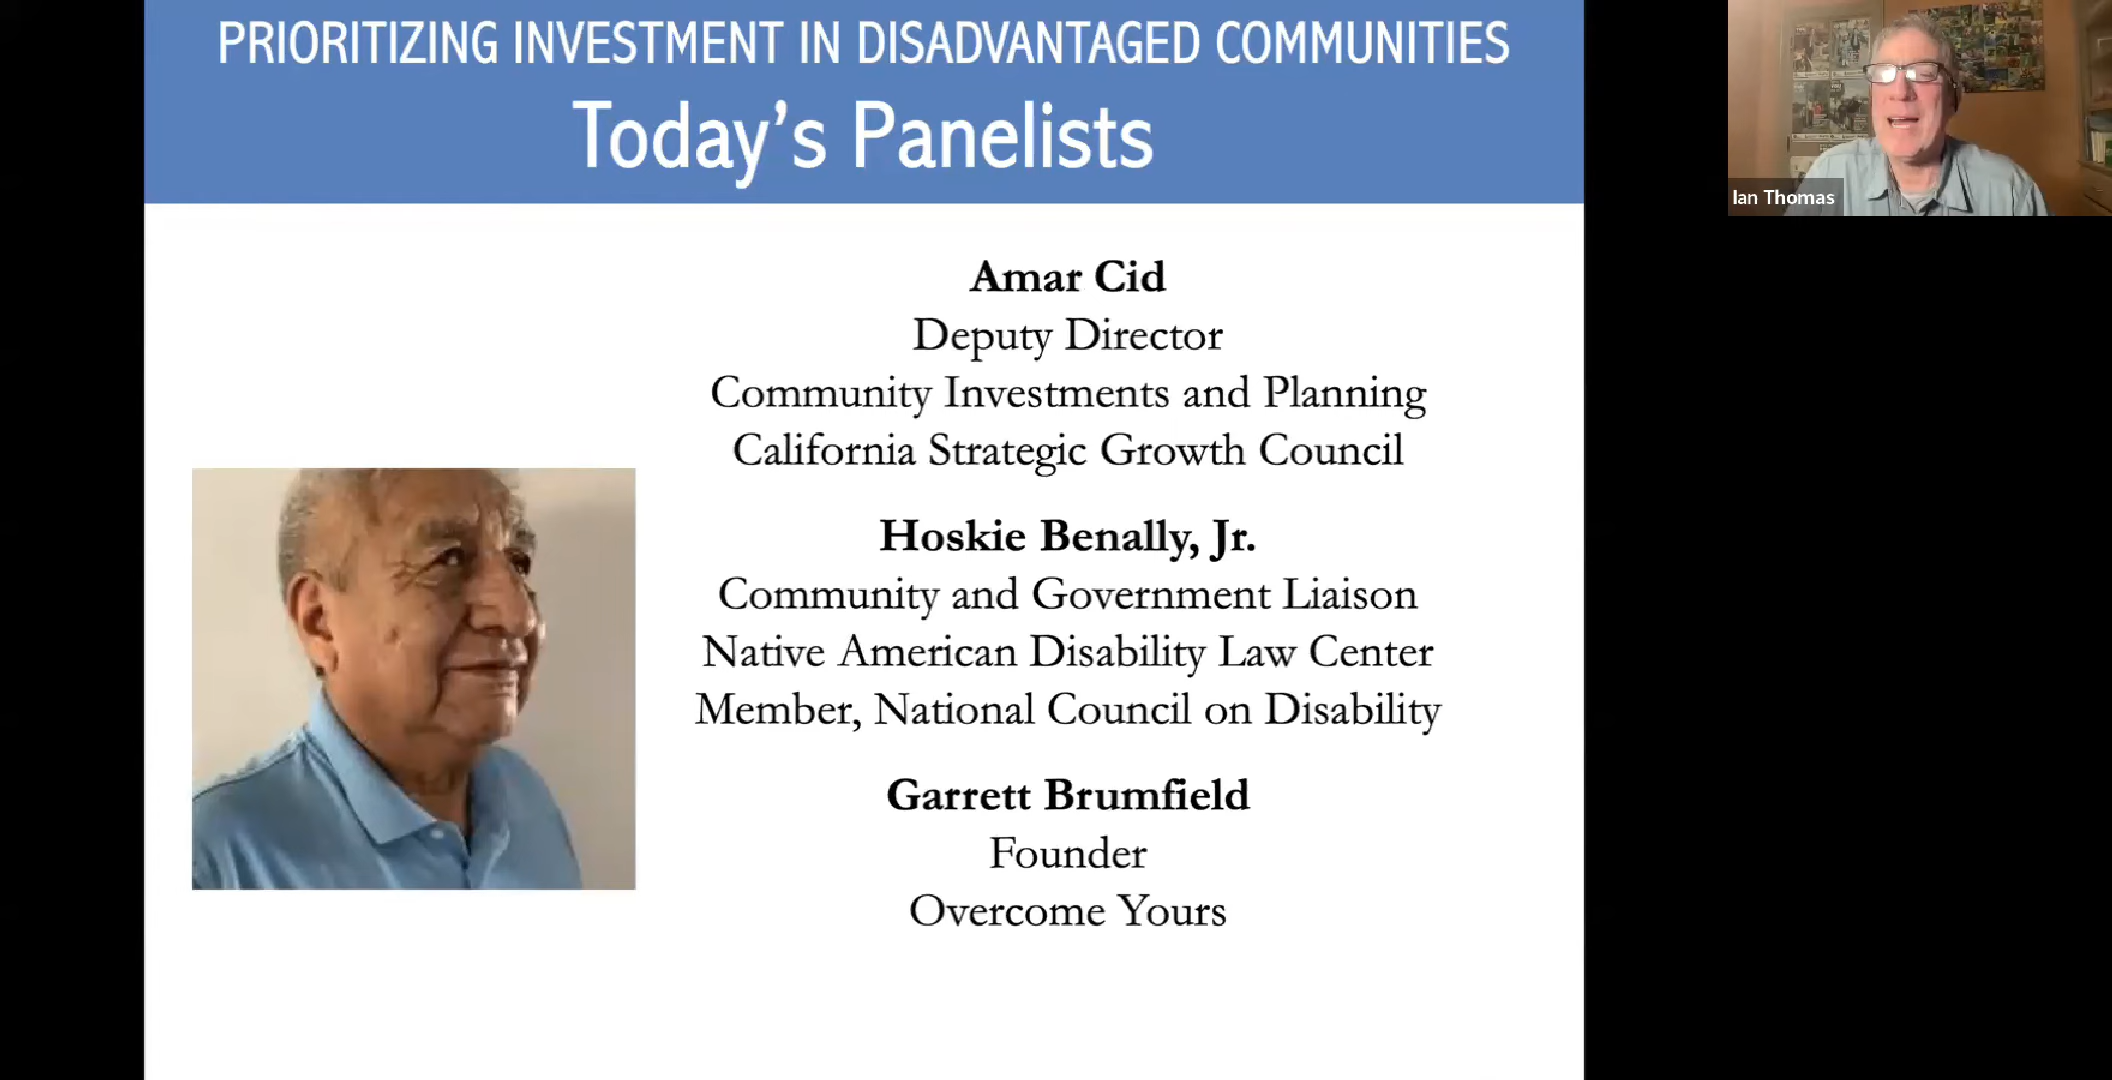 PRIORITIZING INVESTMENT IN DISADVANTAGED COMMUNITIES
Today’s Panelists
Ian Thomas
Amar Cid
Deputy Director
Community Investments and Planning
California Strategic Growth Council
Hoskie Benally, Jr.
Community and Government Liaison
Native American Disability Law Center
Member, National Council on Disability
Garrett Brumfield
Founder
Overcome Yours